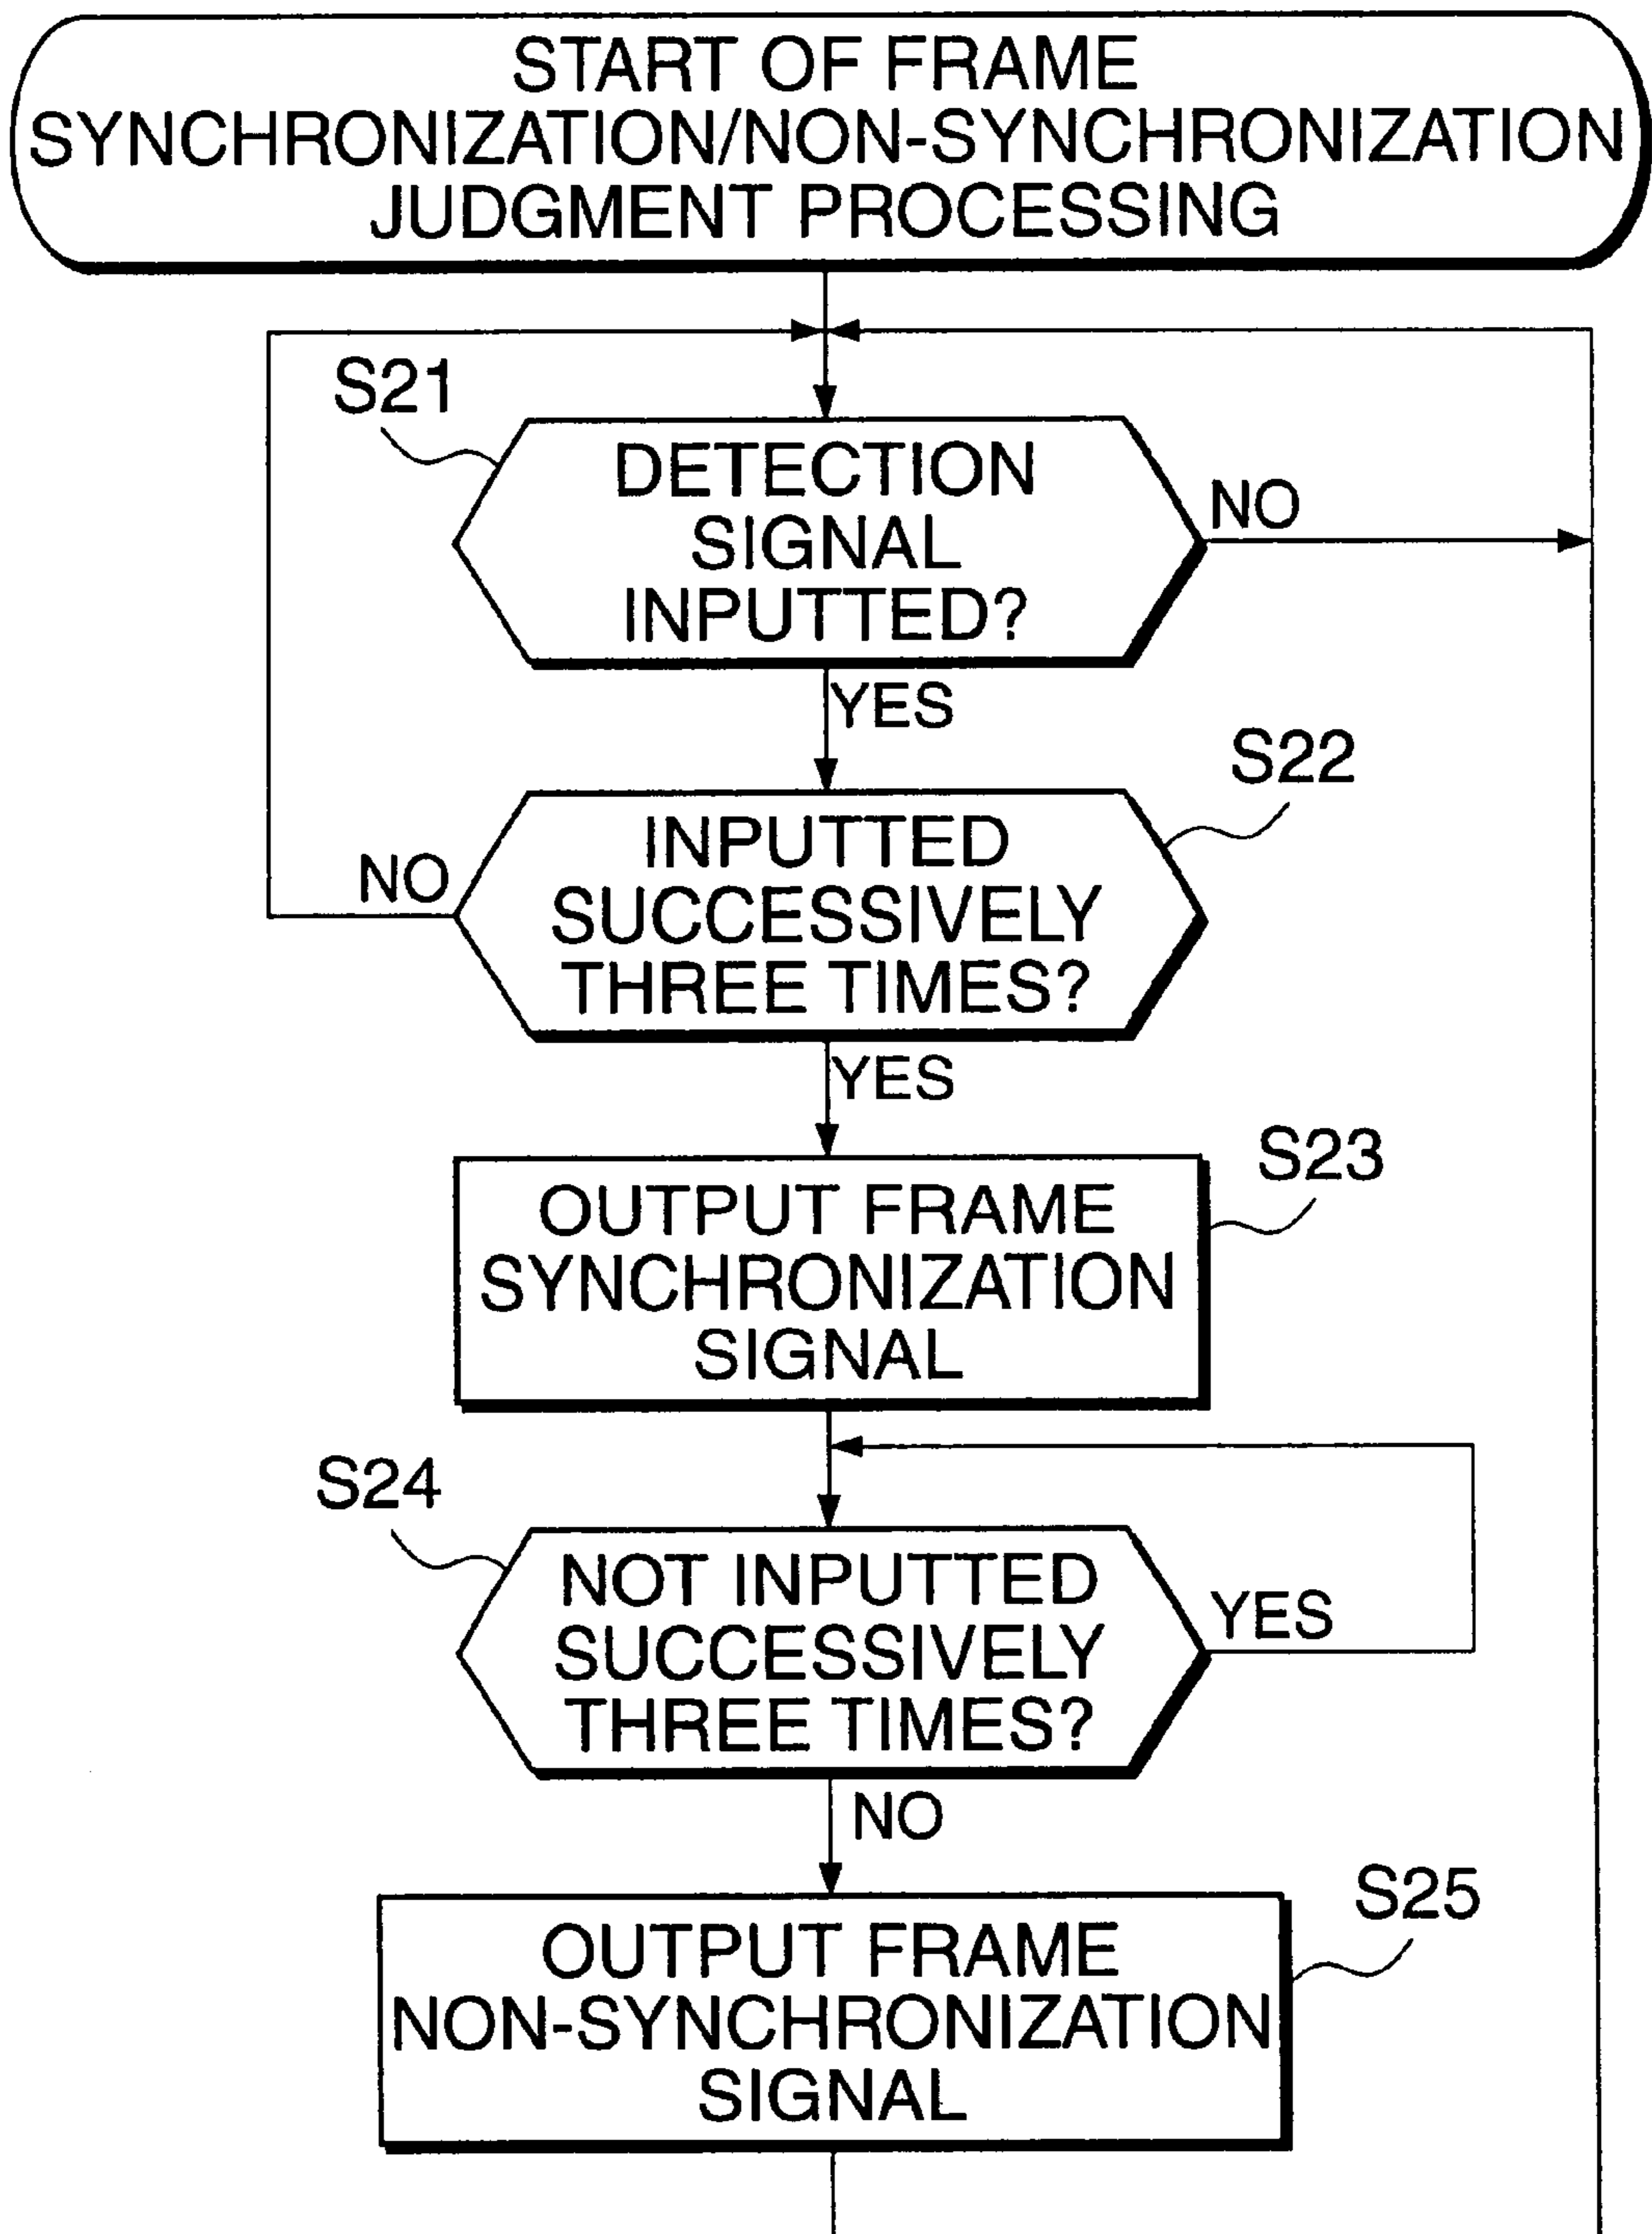 START OF FRAME
SYNCHRONIZATION/NON-SYNCHRONIZATION
JUDGMENT PROCESSING
S21
DETECTION
SIGNAL
INPUTTED?
NO
YES
S22
INPUTTED
SUCCESSIVELY
THREE TIMES?
NO
YES
S23
OUTPUT FRAME
SYNCHRONIZATION
SIGNAL
S24
NOT INPUTTED
SUCCESSIVELY
THREE TIMES?
YES
NO
S25
OUTPUT FRAME
NON-SYNCHRONIZATION
SIGNAL